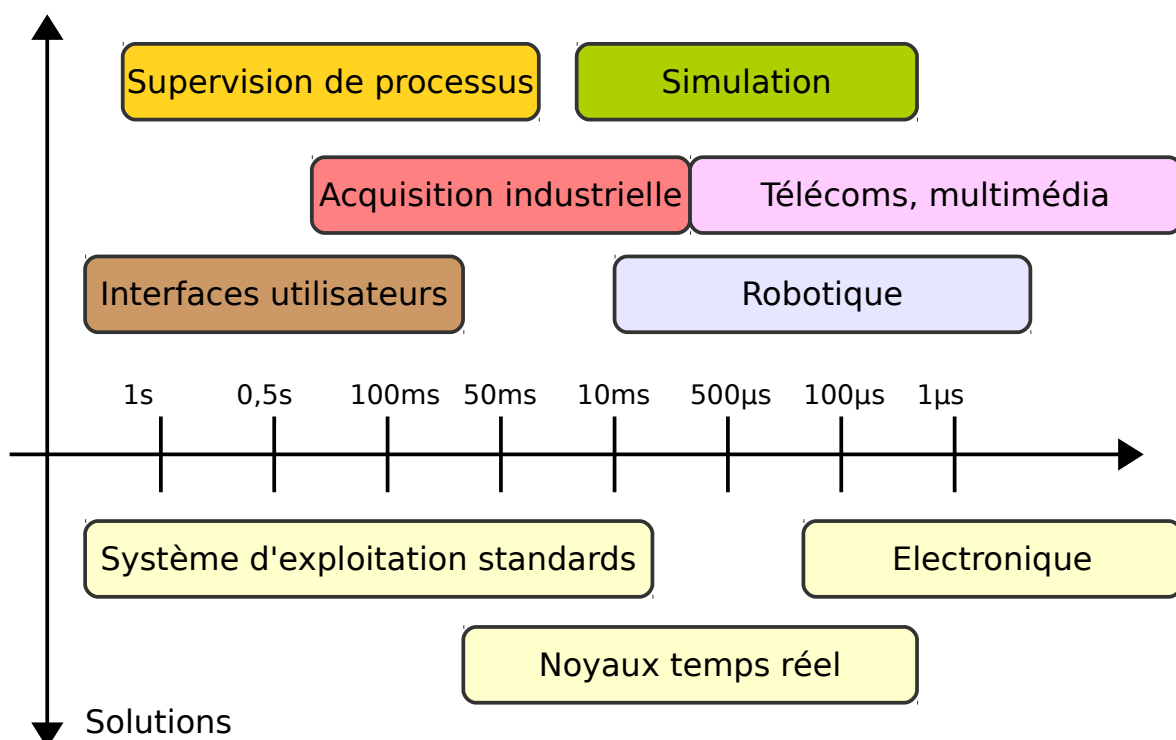 Supervision de processus
Simulation
Acquisition industrielle
Télécoms, multimédia
Interfaces utilisateurs
Robotique
1s
0,5s
100ms
50ms
10ms
500µs
100µs
1µs
Système d'exploitation standards
Electronique
Noyaux temps réel
Solutions